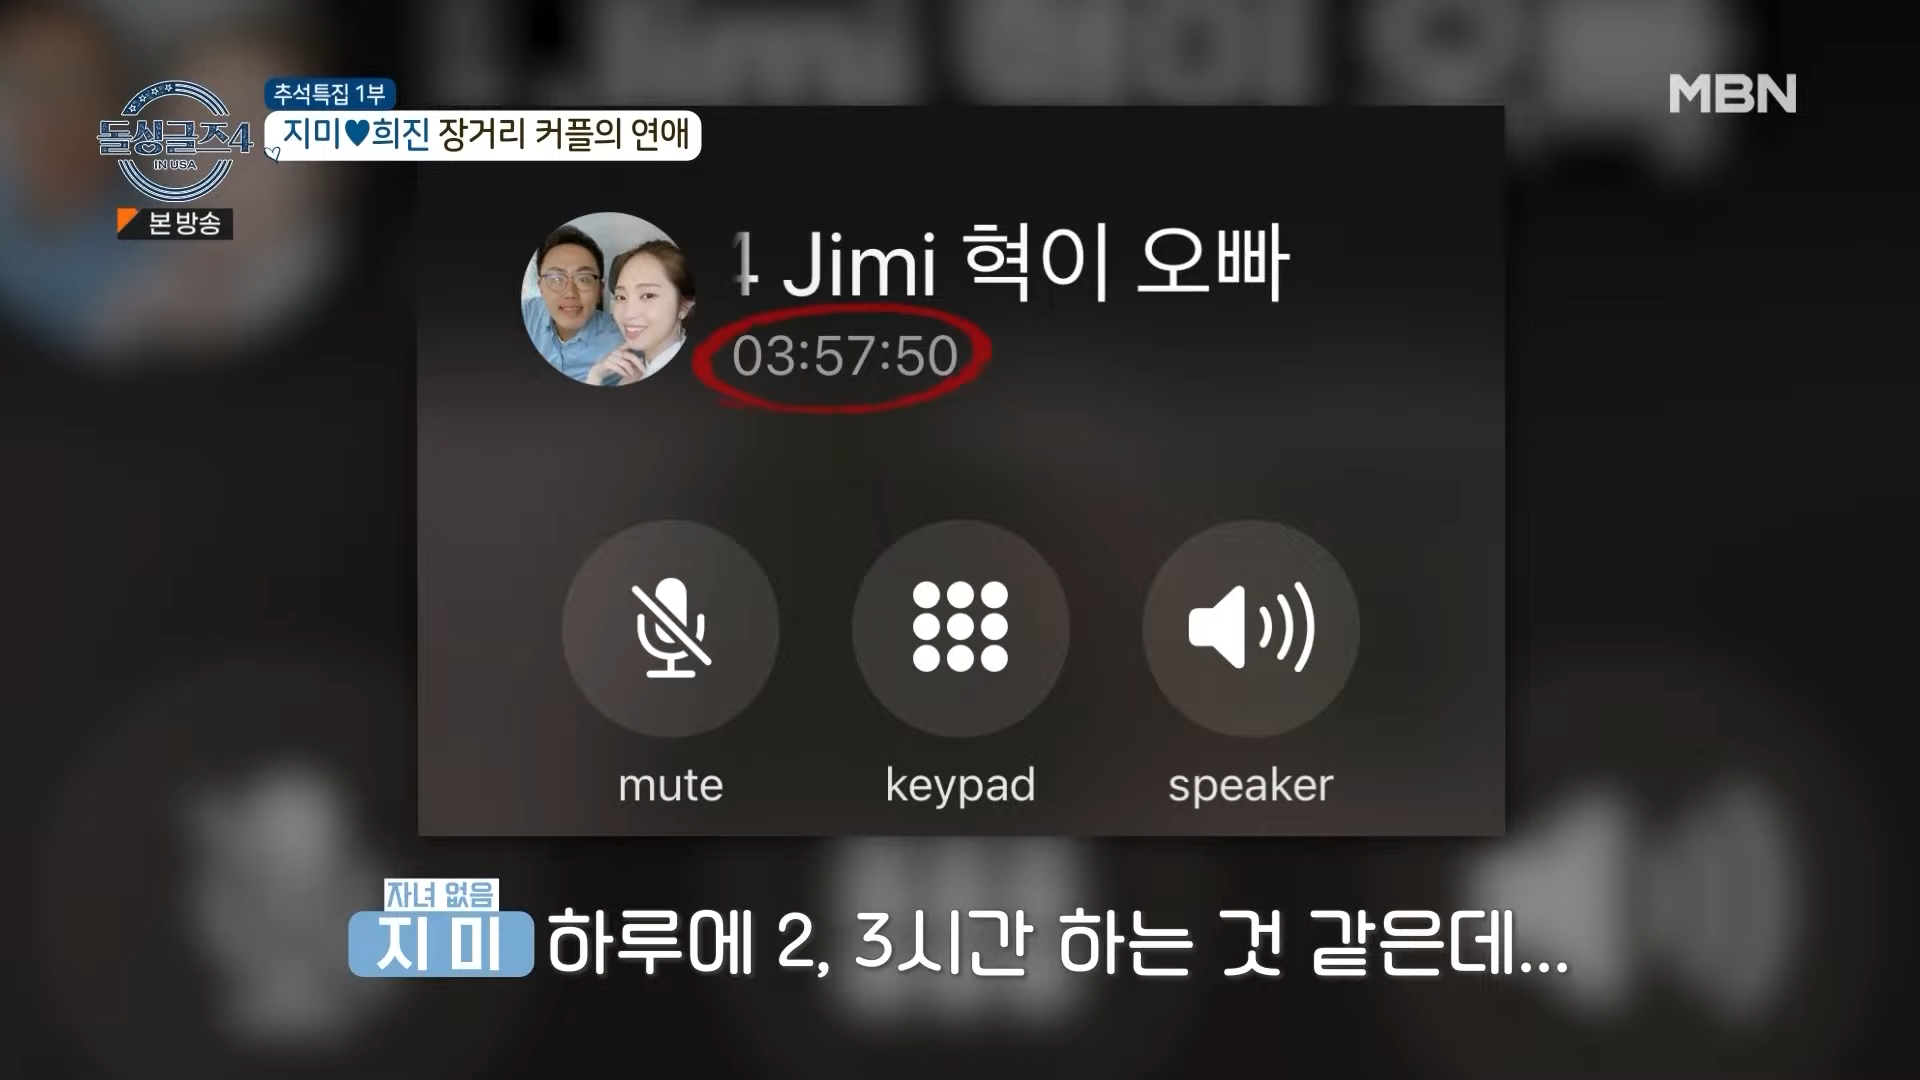 추석특집 1부
지미♥희진 장거리 커플의 연애
돌싱글즈4
IN USA
본방송
MBN
4 Jimi 혁이 오빠
03:57:50
mute
keypad
speaker
자녀 없음
지미 하루에 2, 3시간 하는 것 같은데...